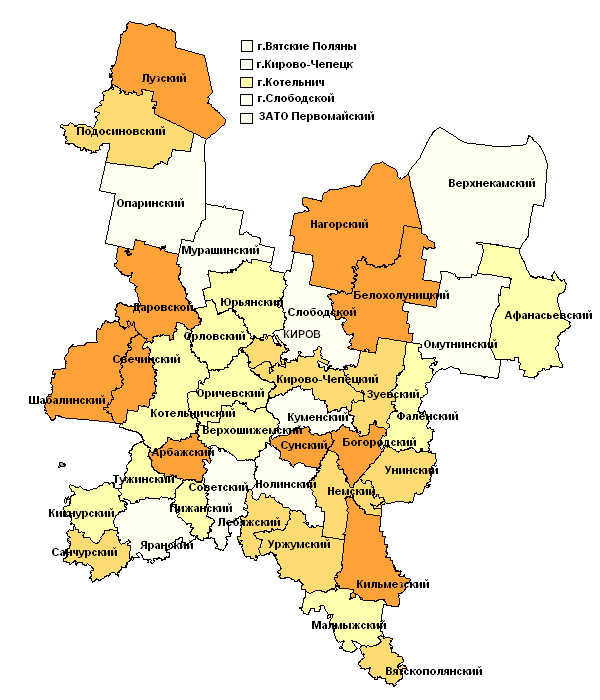 г.Вятские Поляны
г.Кирово-Чепецк
г.Котельнич
г.Слободской
ЗАТО Первомайский
Лузский
Подосиновский
Опаринский
Верхнекамский
Нагорский
Мурашинский
Белохолуницкий
Юрьянский
Даровской
Слободской
Афанасьевский
КИРОВ
Орловский
Омутнинский
Свечинский
Кирово-Чепецкий
Оричевский
Зуевский
Шабалинский
Котельничский
Куменский
Фаленский
Верхошижемский
Богородский
Сунский
Арбажский
Унинский
Тужинский
Советский
Нолинский
Немский
Кикнурский
Пижанский
Лебяжский
Яранский
Уржумский
Санчурский
Кильмезский
Малмыжский
Вятскополянский